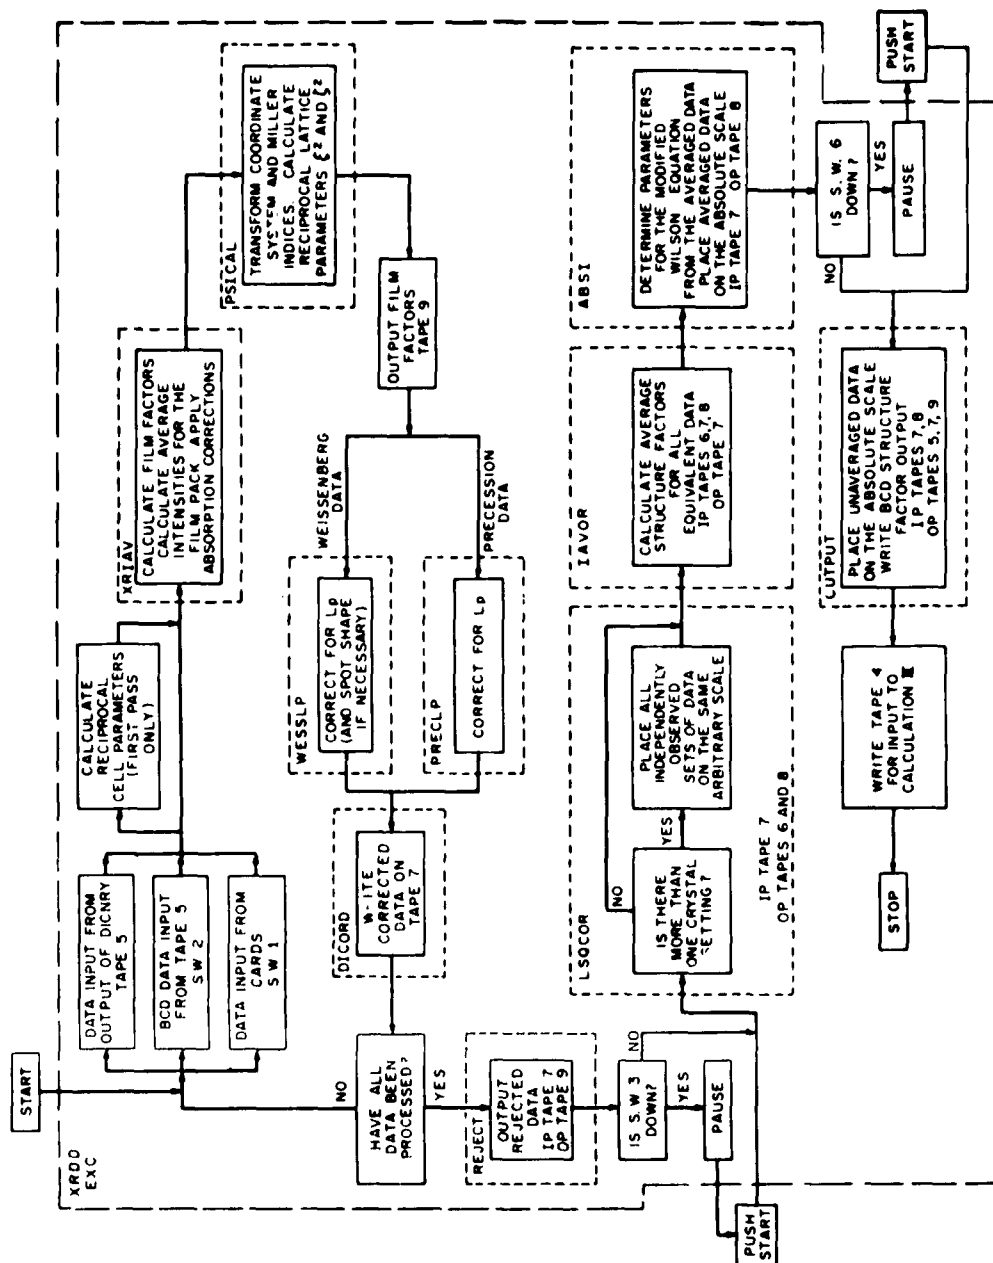 START
XRDD
EXC
DATA INPUT FROM
OUTPUT OF DICNRY
TAPE 5
BCD DATA INPUT
FROM TAPE 5
SW 2
DATA INPUT FROM
CARDS
SW 1
CALCULATE
RECIPROCAL
CELL PARAMETERS
(FIRST PASS
ONLY)
XRIAV
CALCULATE FILM FACTORS
CALCULATE AVERAGE
INTENSITIES FOR THE
FILM PACK APPLY
ABSORPTION CORRECTIONS
PSICAL
TRANSFORM COORDINATE
SYSTEM AND MILLER
INDICES. CALCULATE
RECIPROCAL LATTICE
PARAMETERS ξ² AND ζ²
OUTPUT FILM
FACTORS
TAPE 9
WEISSENBERG
DATA
PRECESSION
DATA
WESSLP
CORRECT FOR Lp
(AND SPOT SHAPE
IF NECESSARY)
PRECLP
CORRECT FOR Lp
DICORD
W-ITE
CORRECTED
DATA ON
TAPE 7
HAVE ALL
DATA BEEN
PROCESSED?
NO
YES
REJECT
OUTPUT
REJECTED
DATA
IP TAPE 7
OP TAPE 9
IS S.W 3
DOWN?
NO
YES
PAUSE
PUSH
START
LSQCOR
IS THERE
MORE THAN
ONE CRYSTAL
SETTING?
NO
YES
PLACE ALL
INDEPENDENTLY
OBSERVED
SETS OF DATA
ON THE SAME
ARBITRARY SCALE
IP TAPE 7
OP TAPES 6 AND 8
IAVOR
CALCULATE AVERAGE
STRUCTURE FACTORS
FOR ALL
EQUIVALENT DATA
IP TAPES 6,7,8
OP TAPE 7
ABSI
DETERMINE PARAMETERS
FOR THE MODIFIED
WILSON EQUATION
FROM THE AVERAGED DATA
PLACE AVERAGED DATA
ON THE ABSOLUTE SCALE
IP TAPE 7 OP TAPE 8
IS S.W. 6
DOWN?
NO
YES
PAUSE
PUSH
START
CUTPUT
PLACE UNAVERAGED DATA
ON THE ABSOLUTE SCALE
WRITE BCD STRUCTURE
FACTOR OUTPUT
IP TAPES 7,8
OP TAPES 5,7,9
WRITE TAPE 4
FOR INPUT TO
CALCULATION III
STOP